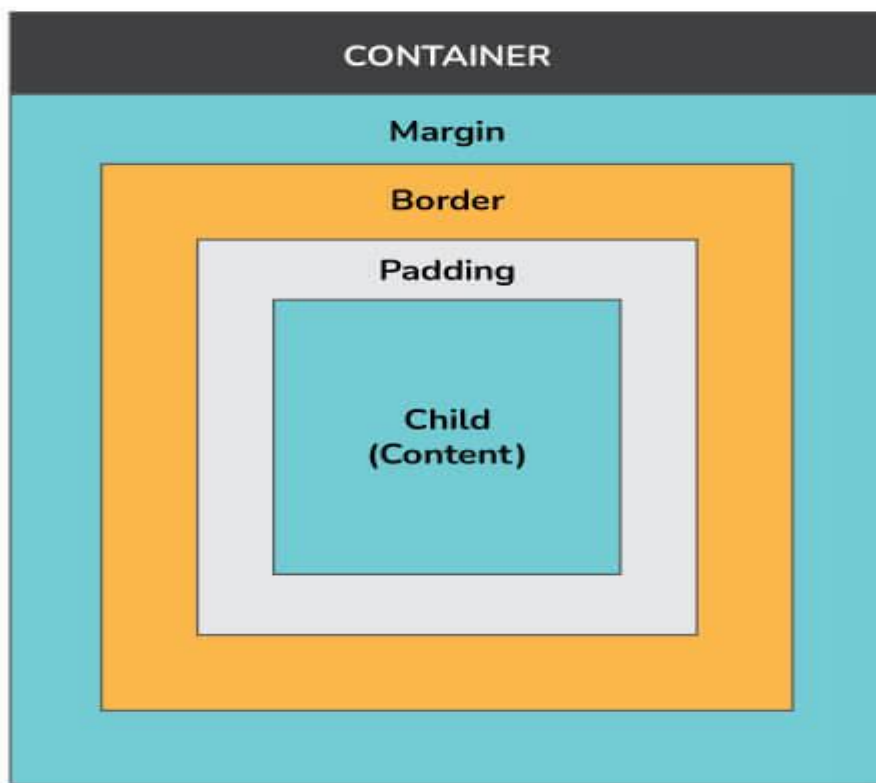 CONTAINER
Margin
Border
Padding
Child
(Content)